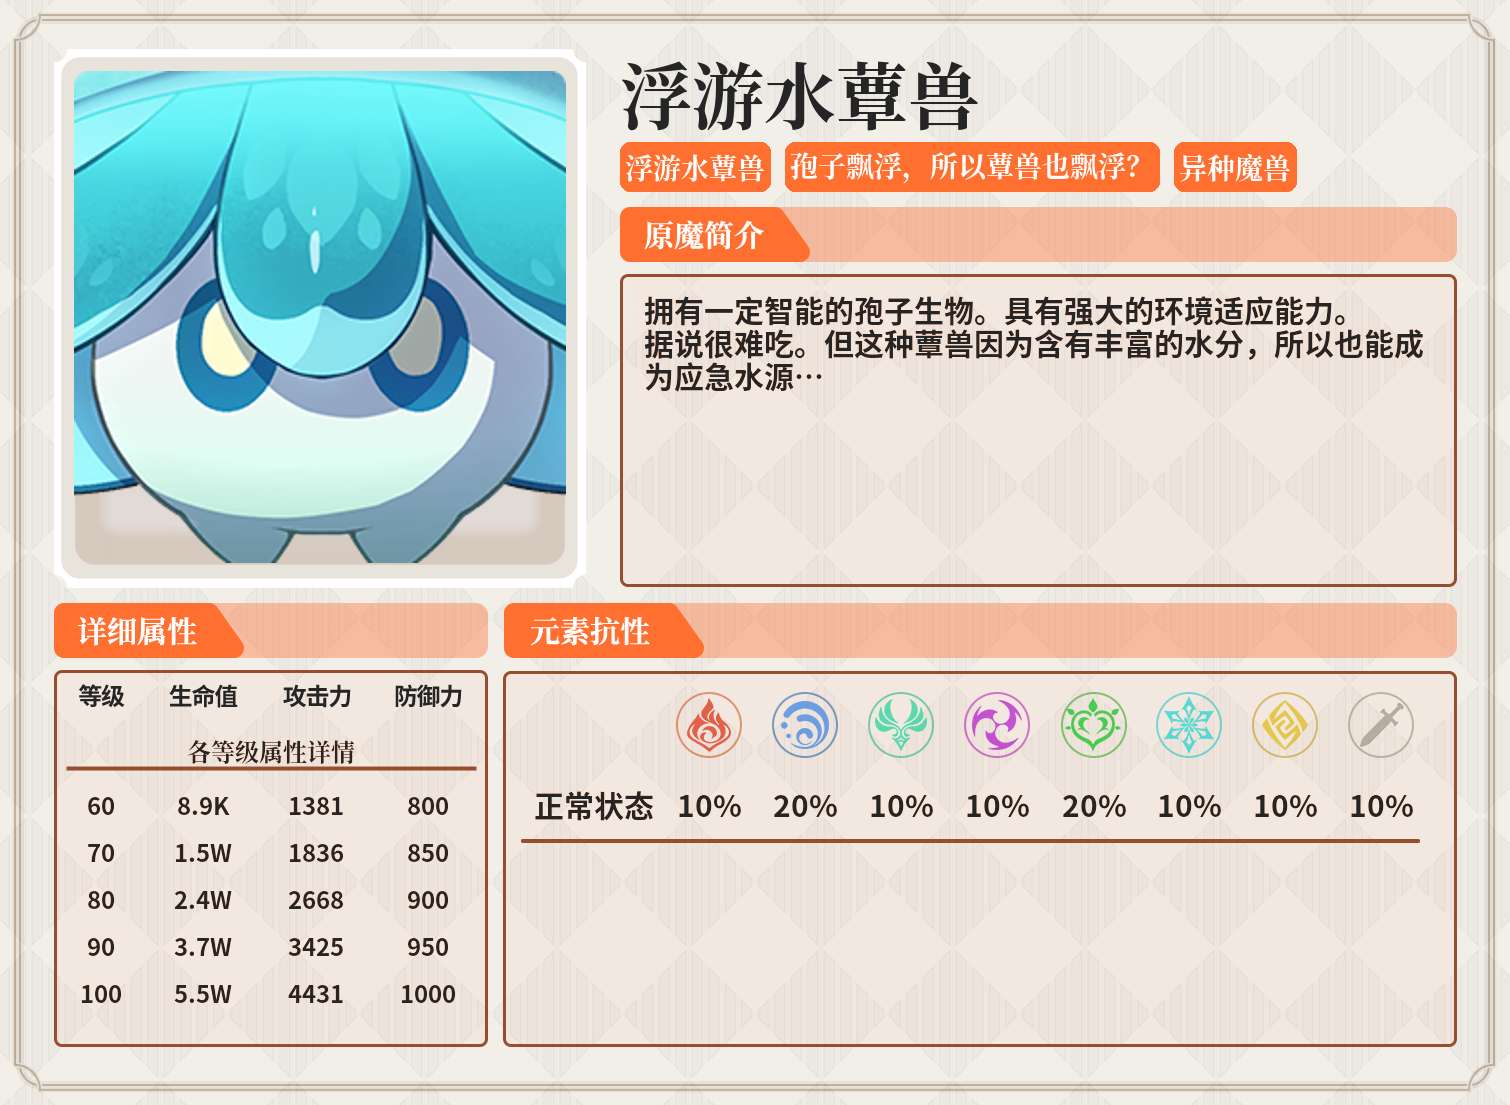 浮游水蕈兽
浮游水蕈兽 孢子飘浮，所以蕈兽也飘浮？ 异种魔兽
原魔简介
拥有一定智能的孢子生物。具有强大的环境适应能力。
据说很难吃。但这种蕈兽因为含有丰富的水分，所以也能成
为应急水源…
详细属性
等级 生命值 攻击力 防御力
各等级属性详情
60 8.9K 1381 800
70 1.5W 1836 850
80 2.4W 2668 900
90 3.7W 3425 950
100 5.5W 4431 1000
元素抗性
正常状态 10% 20% 10% 10% 20% 10% 10% 10%